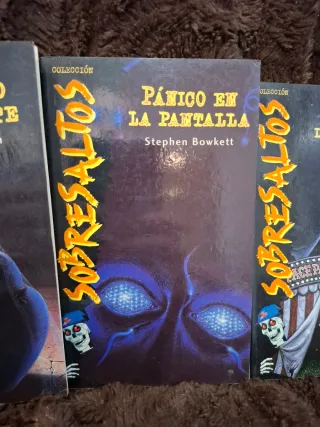 COLECCIÓN
PÁNICO EN
LA PANTALLA
Stephen Bowkett
SOBRESALTOS
COLECCIÓN
SOBRESALTOS